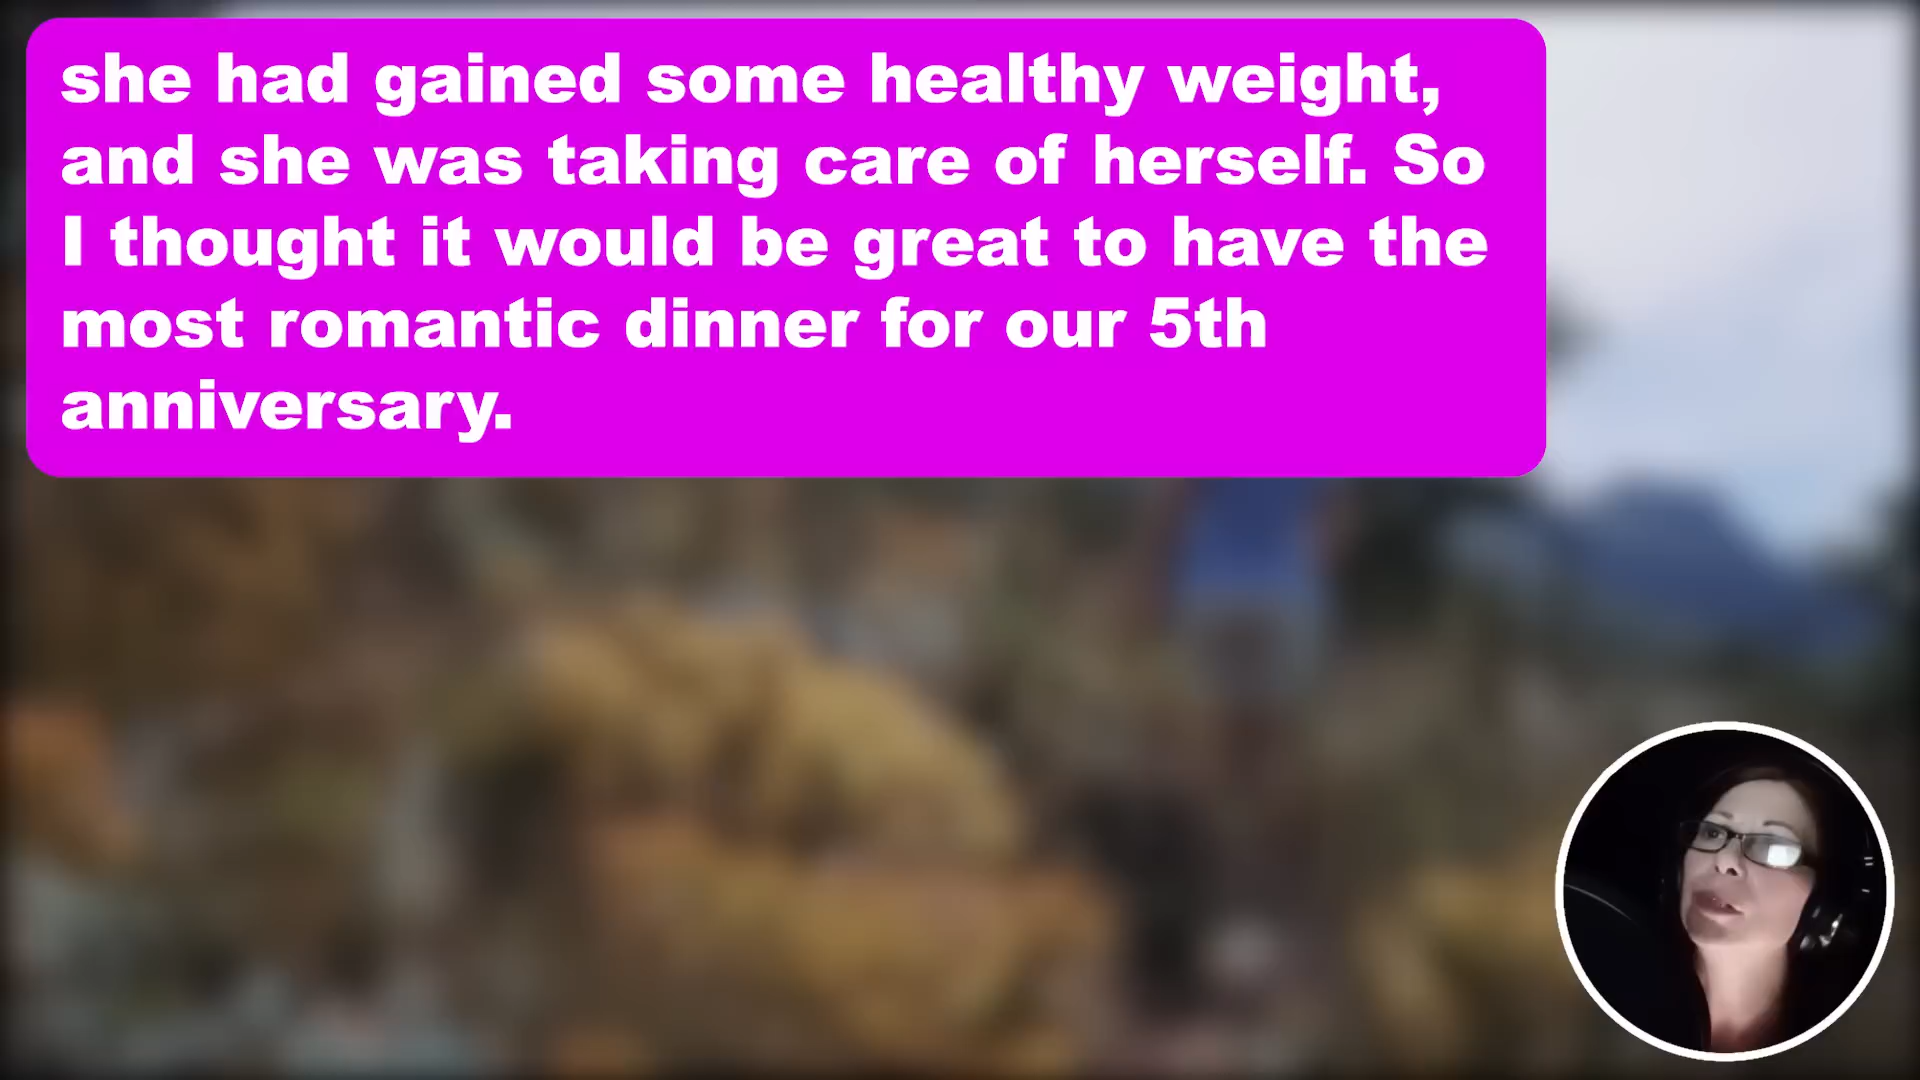 she had gained some healthy weight,
and she was taking care of herself. So
I thought it would be great to have the
most romantic dinner for our 5th
anniversary.